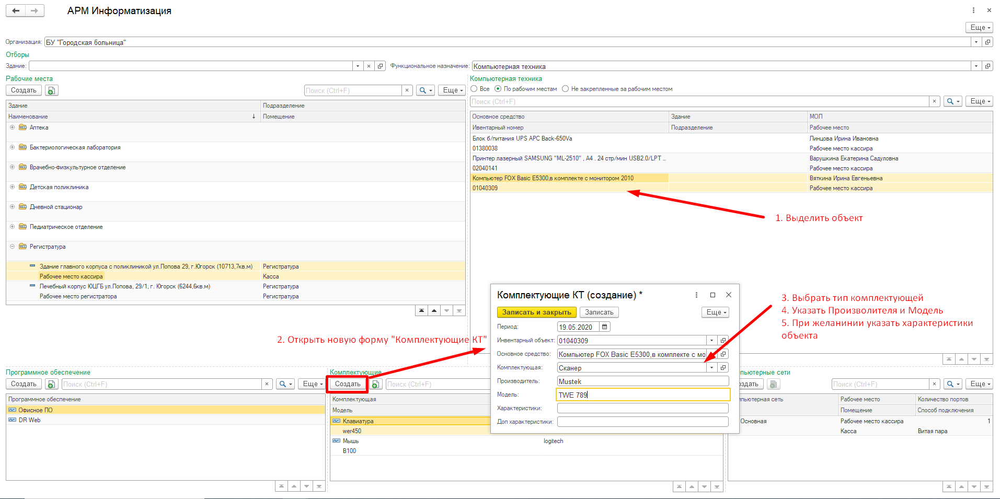 АРМ Информатизация
Еще
Организация: БУ "Городская больница"
Отборы
Здание:
Функциональное назначение: Компьютерная техника
Рабочие места
Создать
Поиск (Ctrl+F)
Еще
Здание Подразделение
Наименование Помещение
Аптека
Бактериологическая лаборатория
Врачебно-физкультурное отделение
Детская поликлиника
Дневной стационар
Педиатрическое отделение
Регистратура
Здание главного корпуса с поликлиникой ул.Попова 29, г.Югорск (10713,7кв.м) Регистратура
Рабочее место кассира Касса
Лечебный корпус ЮЦГБ ул.Попова, 29/1, г. Югорск (6244,6кв.м) Регистратура
Рабочее место регистратора Регистратура
Компьютерная техника
Все По рабочим местам Не закрепленные за рабочим местом
Поиск (Ctrl+F)
Еще
Основное средство Здание МОЛ
Ивентарный номер Подразделение Рабочее место
Блок б/питания UPS APC Back-650Va Линцова Ирина Ивановна
01380038 Рабочее место кассира
Принтер лазерный SAMSUNG "ML-2510" , A4 . 24 стр/мин USB2.0/LPT ... Варушкина Екатерина Садуловна
02040141 Рабочее место кассира
Компьютер FOX Basic E5300,в комплекте с монитором 2010 Вяткина Ирина Евгеньевна
01040309 Рабочее место кассира
1. Выделить объект
2. Открыть новую форму "Комплектующие КТ"
3. Выбрать тип комплектующей
4. Указать Произволителя и Модель
5. При желанинии указать характеристики
объекта
Комплектующие КТ (создание) *
Записать и закрыть
Записать
Еще
Период: 19.05.2020
Инвентарный объект: 01040309
Основное средство: Компьютер FOX Basic E5300,в комплекте с мо
Комплектующая: Сканер
Производитель: Mustek
Модель: TWE 789
Характеристики:
Доп характеристики:
Программное обеспечение
Создать
Поиск (Ctrl+F)
Еще
Программное обеспечение
Офисное ПО
DR Web
Комплектующие
Создать
Поиск (Ctrl+F)
Комплектующая
Модель
Клавиатура
wer450
Мышь logitech
B100
пьютерные сети
оздать
Поиск (Ctrl+F)
Еще
пьютерная сеть Рабочее место Количество портов
Помещение Способ подключения
Основная Рабочее место кассира 1
Касса Витая пара